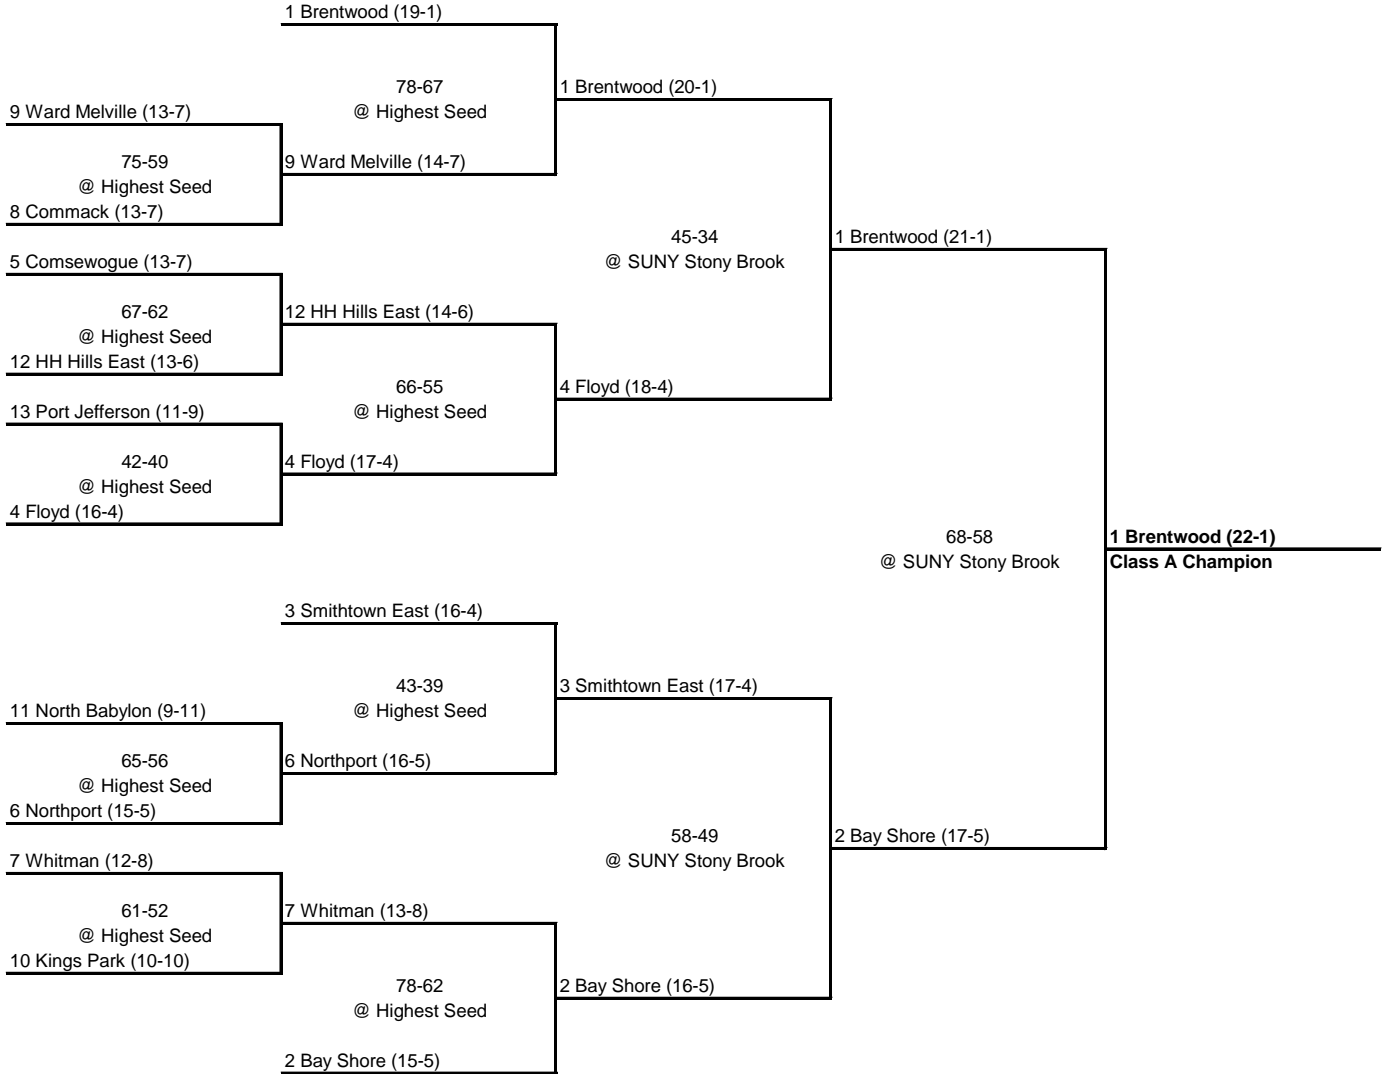 1 Brentwood (19-1)
78-67
@ Highest Seed
1 Brentwood (20-1)
9 Ward Melville (13-7)
75-59
@ Highest Seed
9 Ward Melville (14-7)
8 Commack (13-7)
45-34
@ SUNY Stony Brook
1 Brentwood (21-1)
5 Comsewogue (13-7)
67-62
@ Highest Seed
12 HH Hills East (14-6)
12 HH Hills East (13-6)
66-55
@ Highest Seed
4 Floyd (18-4)
13 Port Jefferson (11-9)
42-40
@ Highest Seed
4 Floyd (17-4)
4 Floyd (16-4)
68-58
@ SUNY Stony Brook
1 Brentwood (22-1)
Class A Champion
3 Smithtown East (16-4)
43-39
@ Highest Seed
3 Smithtown East (17-4)
11 North Babylon (9-11)
65-56
@ Highest Seed
6 Northport (16-5)
6 Northport (15-5)
58-49
@ SUNY Stony Brook
2 Bay Shore (17-5)
7 Whitman (12-8)
61-52
@ Highest Seed
7 Whitman (13-8)
10 Kings Park (10-10)
78-62
@ Highest Seed
2 Bay Shore (16-5)
2 Bay Shore (15-5)